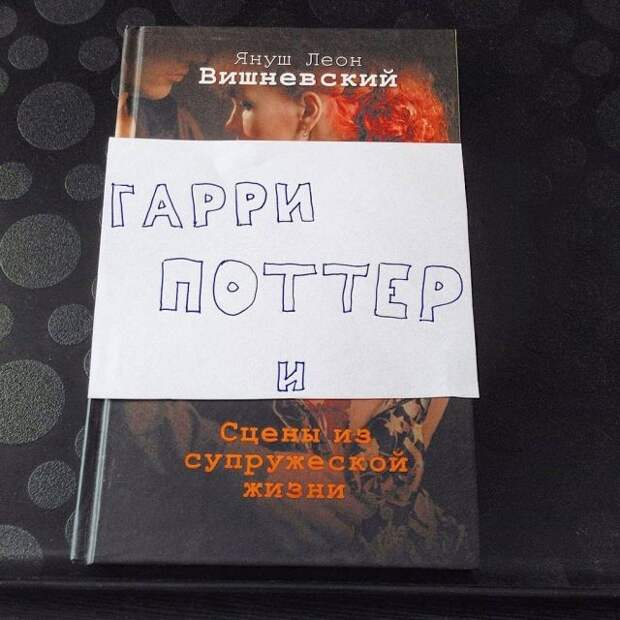 Януш Леон
Вишневский
ГАРРИ
ПОТТЕР
И
Сцены из
супружеской
жизни